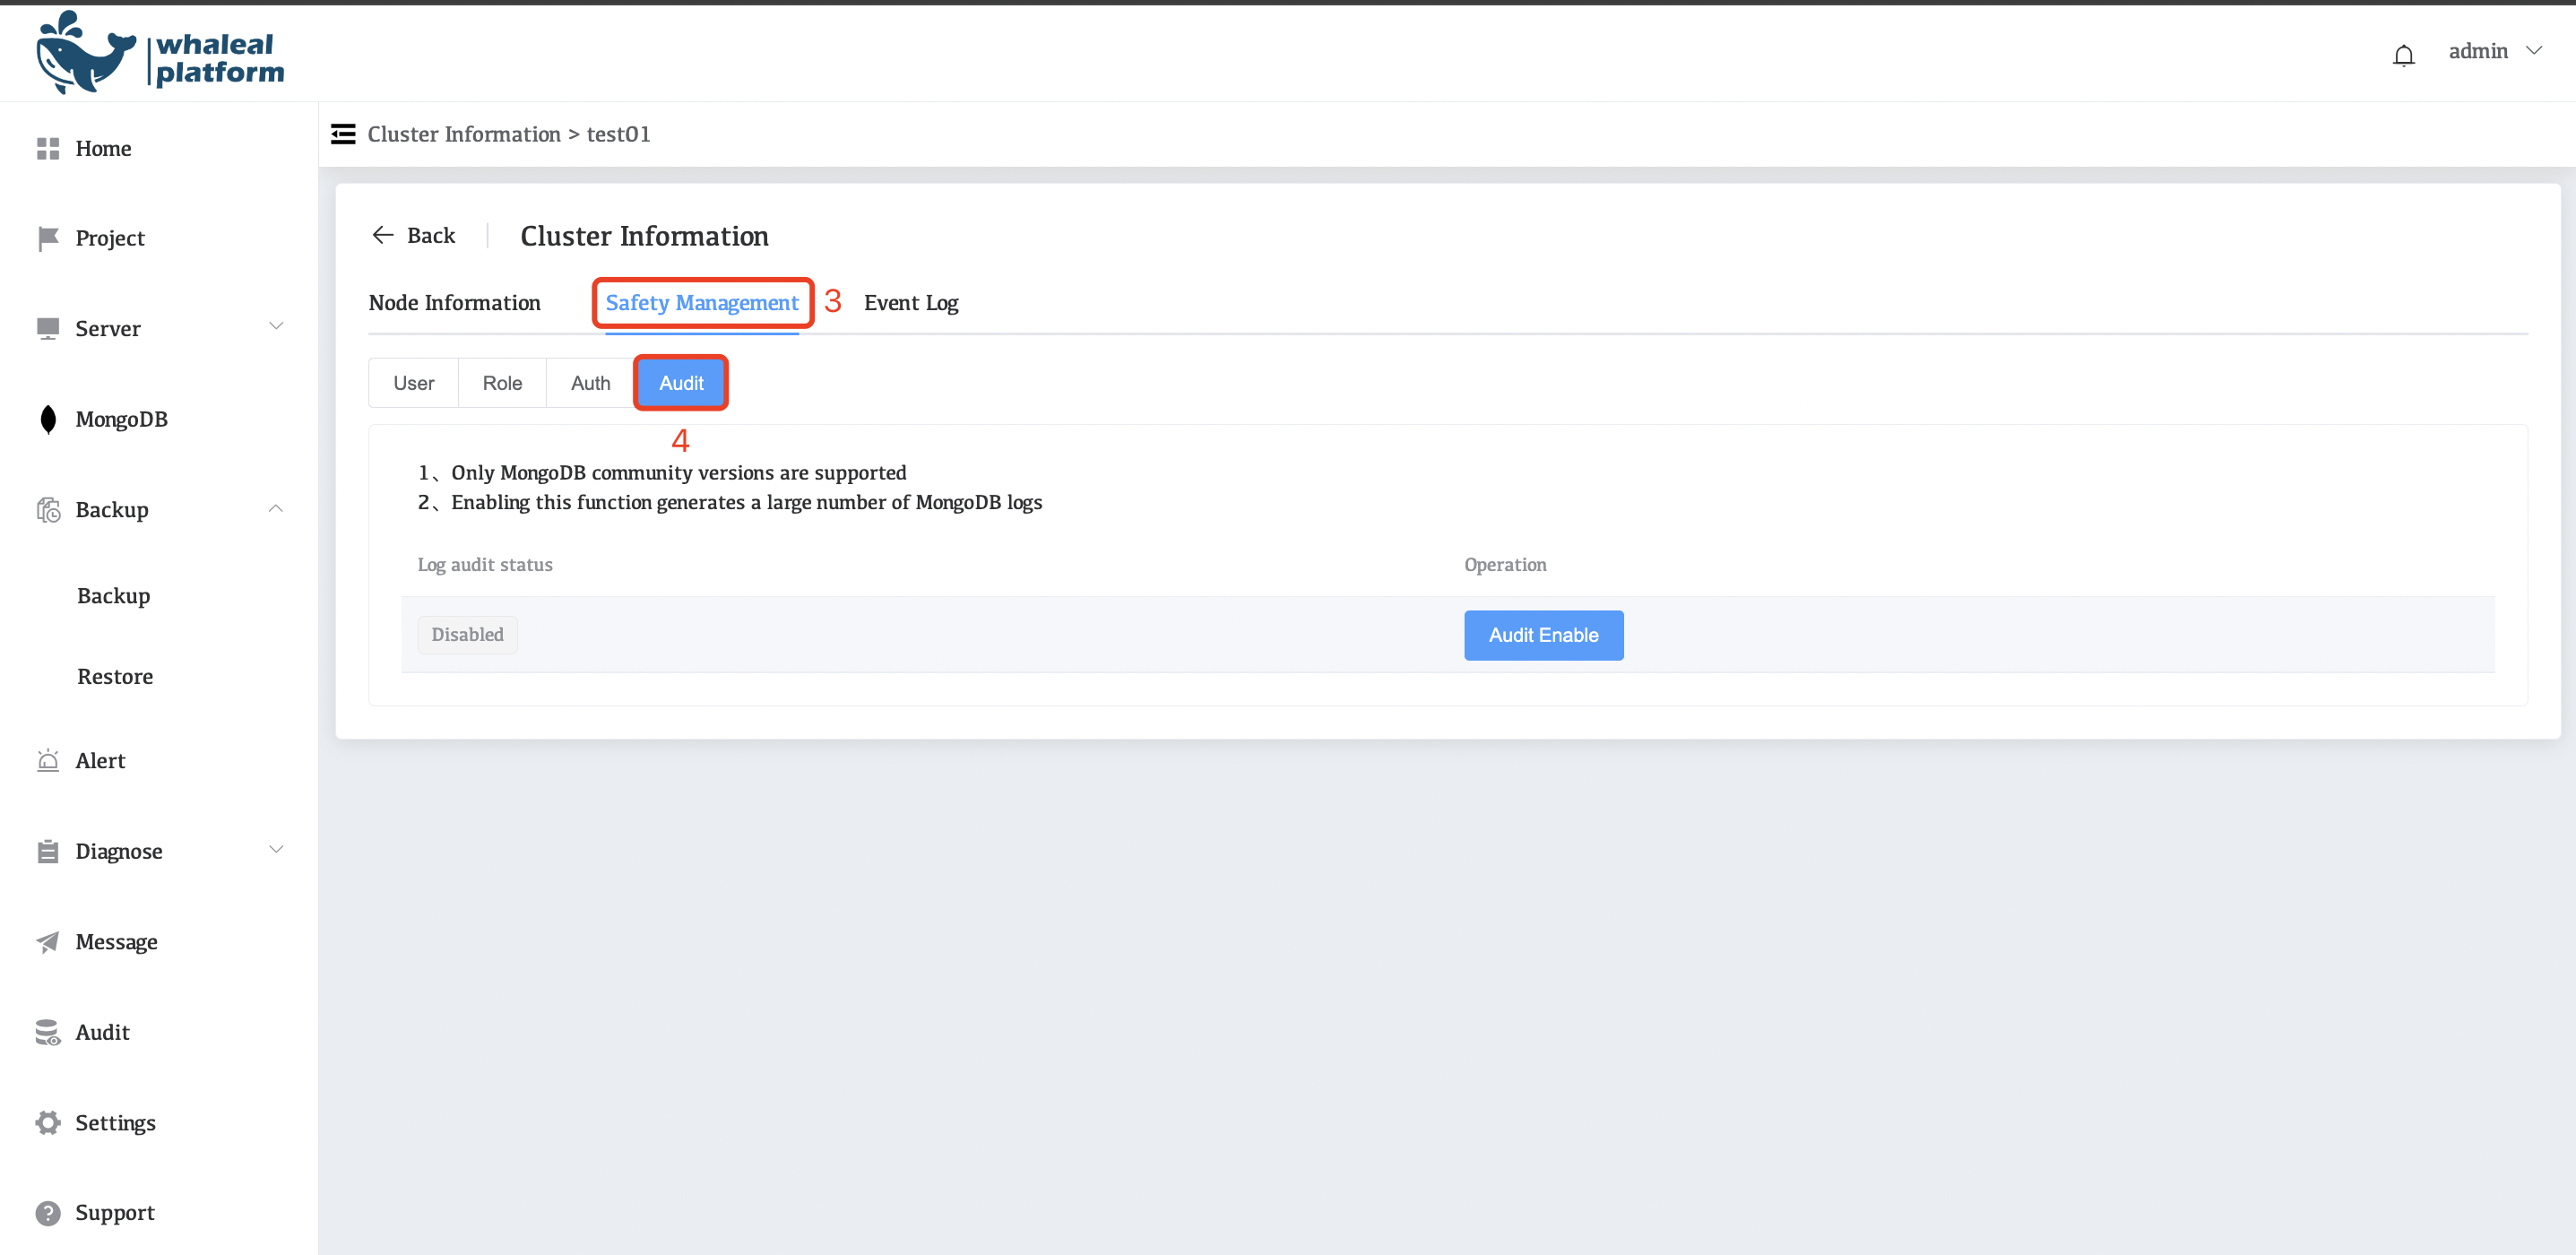 whaleal
platform
admin
Home
Project
Server
MongoDB
Backup
Backup
Restore
Alert
Diagnose
Message
Audit
Settings
Support
Cluster Information > test01
Back
Cluster Information
Node Information
Safety Management
3
Event Log
User
Role
Auth
Audit
4
1、Only MongoDB community versions are supported
2、Enabling this function generates a large number of MongoDB logs
Log audit status
Operation
Disabled
Audit Enable